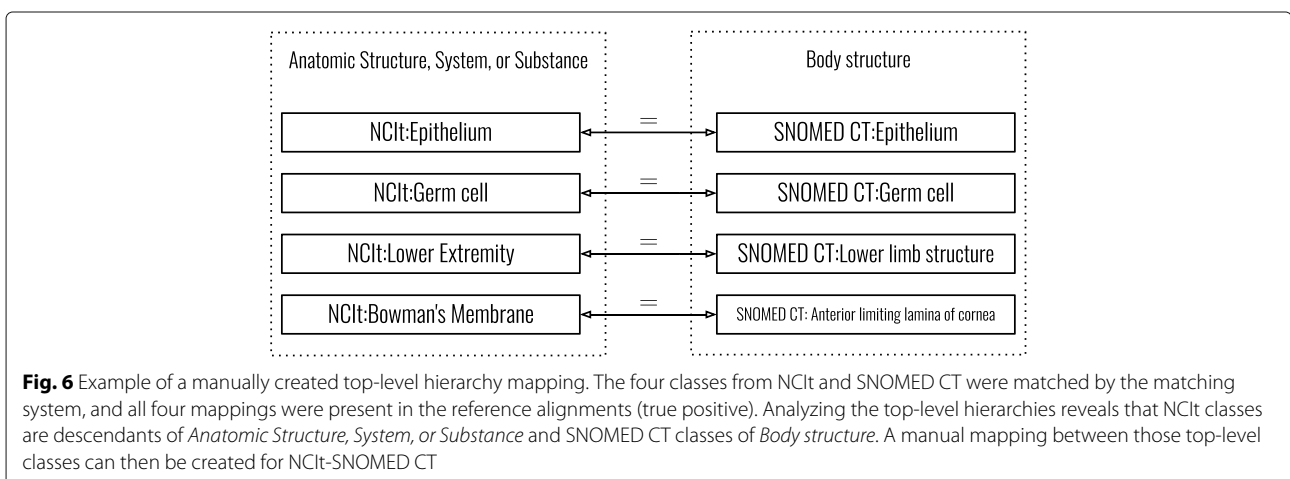 Anatomic Structure, System, or Substance
Body structure
NCIt:Epithelium
=
SNOMED CT:Epithelium
NCIt:Germ cell
=
SNOMED CT:Germ cell
NCIt:Lower Extremity
=
SNOMED CT:Lower limb structure
NCIt:Bowman's Membrane
=
SNOMED CT: Anterior limiting lamina of cornea
Fig. 6 Example of a manually created top-level hierarchy mapping. The four classes from NCIt and SNOMED CT were matched by the matching
system, and all four mappings were present in the reference alignments (true positive). Analyzing the top-level hierarchies reveals that NCIt classes
are descendants of Anatomic Structure, System, or Substance and SNOMED CT classes of Body structure. A manual mapping between those top-level
classes can then be created for NCIt-SNOMED CT